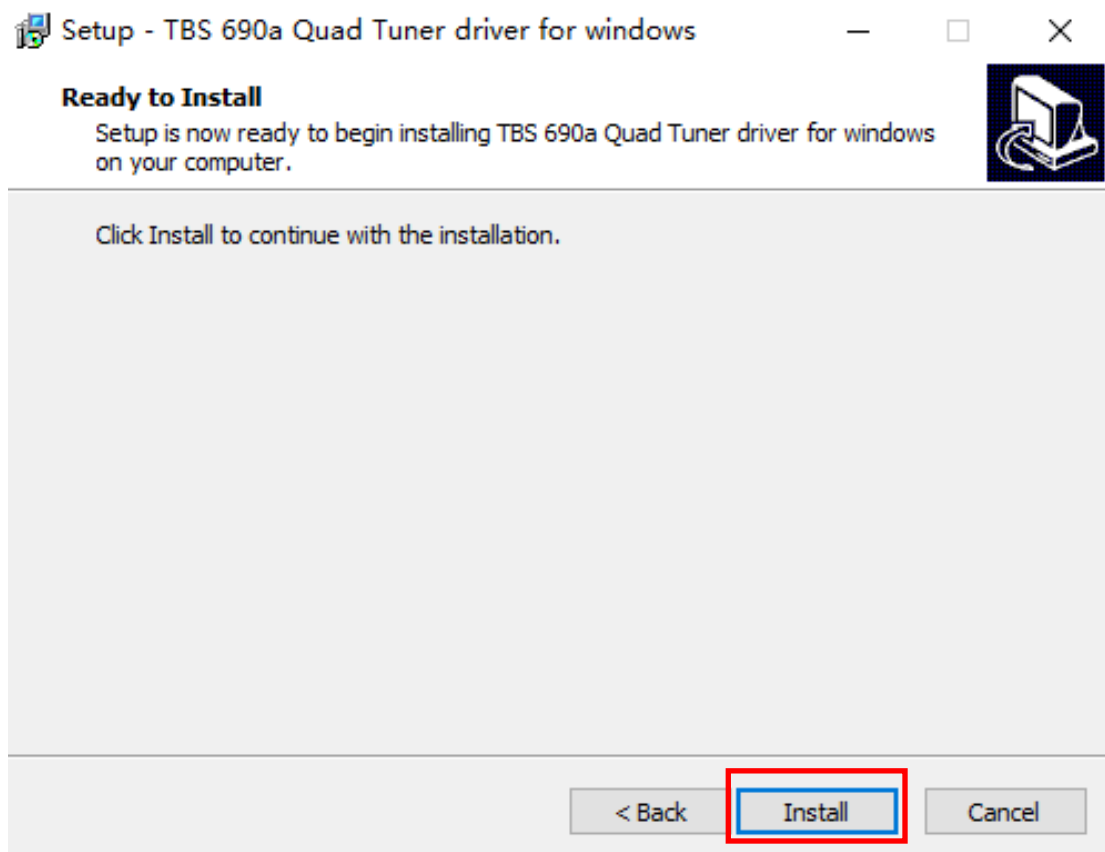 Setup - TBS 690a Quad Tuner driver for windows
Ready to Install
Setup is now ready to begin installing TBS 690a Quad Tuner driver for windows
on your computer.
Click Install to continue with the installation.
< Back
Install
Cancel